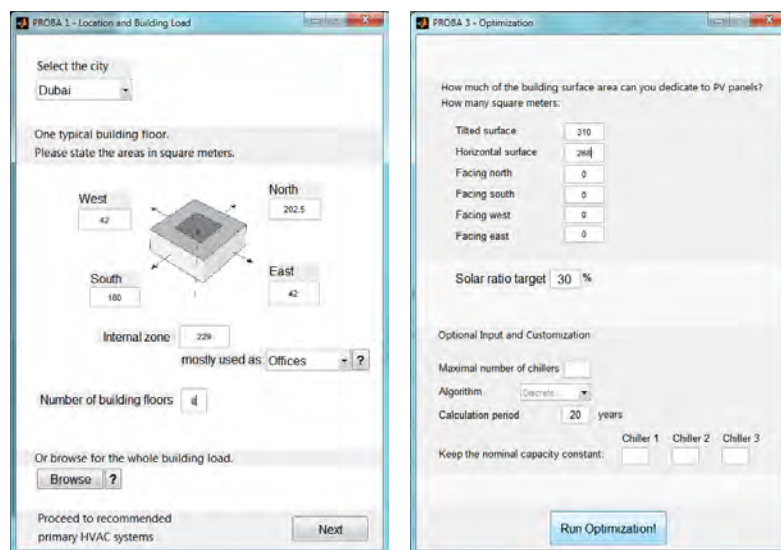 PROBA 1 - Location and Building Load
Select the city
Dubai
One typical building floor.
Please state the areas in square meters.
West
42
North
202.5
South
160
East
42
Internal zone 229
mostly used as: Offices ?
Number of building floors
Or browse for the whole building load.
Browse ?
Proceed to recommended
primary HVAC systems
Next
PROBA 3 - Optimization
How much of the building surface area can you dedicate to PV panels?
How many square meters:
Tilted surface 310
Horizontal surface 268
Facing north 0
Facing south 0
Facing west 0
Facing east 0
Solar ratio target 30 %
Optional Input and Customization
Maximal number of chillers
Algorithm Discrete
Calculation period 20 years
Chiller 1 Chiller 2 Chiller 3
Keep the nominal capacity constant:
Run Optimization!